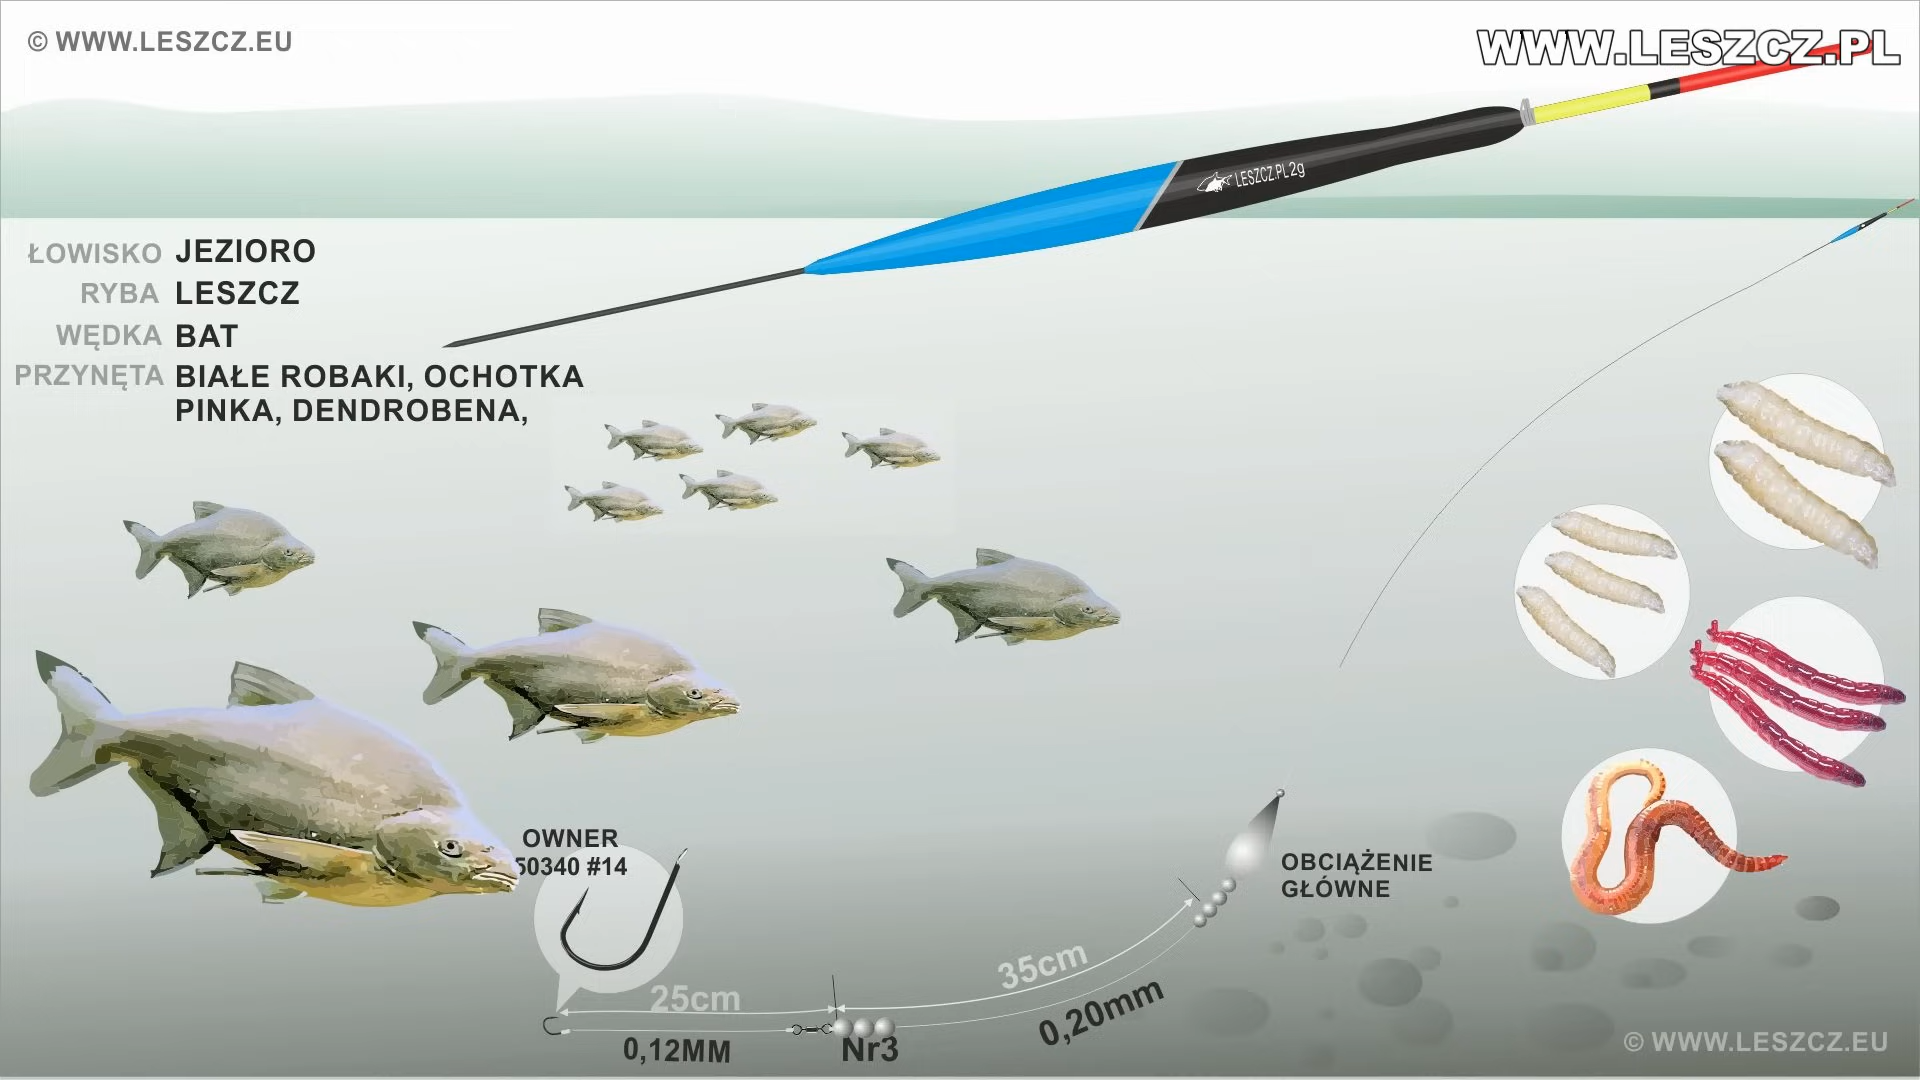 © WWW.LESZCZ.EU
WWW.LESZCZ.PL
LESZCZ.PL 2g
ŁOWISKO JEZIORO
RYBA LESZCZ
WĘDKA BAT
PRZYNĘTA BIAŁE ROBAKI, OCHOTKA
PINKA, DENDROBENA,
OWNER
50340 #14
OBCIĄŻENIE
GŁÓWNE
35cm
25cm
0,20mm
0,12MM
Nr3
© WWW.LESZCZ.EU